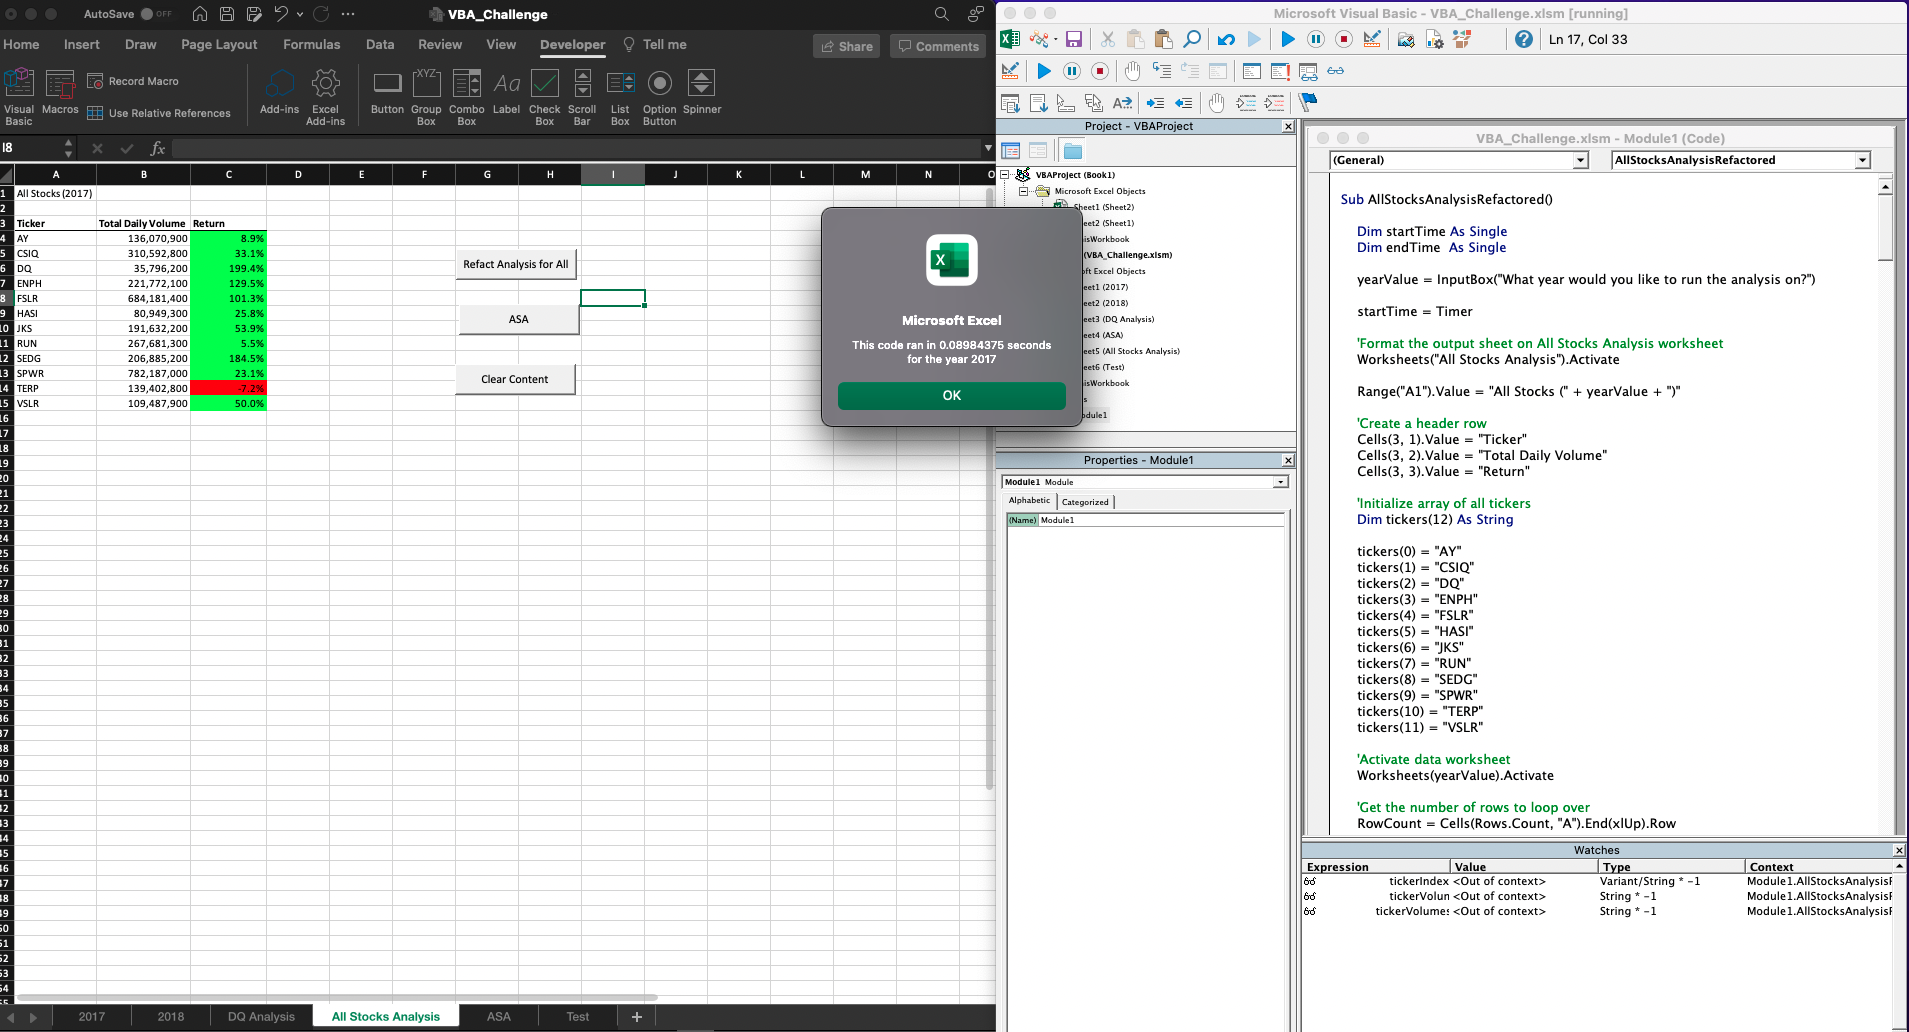 AutoSave OFF
VBA_Challenge
Home Insert Draw Page Layout Formulas Data Review View Developer Tell me
Share Comments
Visual Basic
Macros
Record Macro
Use Relative References
Add-ins
Excel Add-ins
Button
XYZ
Group Box
Combo Box
Aa
Label
Check Box
Scroll Bar
List Box
Option Button
Spinner
I8
fx
A B C D E F G H I J K L M N O
1 All Stocks (2017)
2
3 Ticker Total Daily Volume Return
4 AY 136,070,900 8.9%
5 CSIQ 310,592,800 33.1%
6 DQ 35,796,200 199.4%
7 ENPH 221,772,100 129.5%
8 FSLR 684,181,400 101.3%
9 HASI 80,949,300 25.8%
10 JKS 191,632,200 53.9%
11 RUN 267,681,300 5.5%
12 SEDG 206,885,200 184.5%
13 SPWR 782,187,000 23.1%
14 TERP 139,402,800 -7.2%
15 VSLR 109,487,900 50.0%
Refact Analysis for All
ASA
Clear Content
2017 2018 DQ Analysis All Stocks Analysis ASA Test +
Microsoft Excel
This code ran in 0.08984375 seconds
for the year 2017
OK
Microsoft Visual Basic - VBA_Challenge.xlsm [running]
Ln 17, Col 33
Project - VBAProject
VBAProject (Book1)
Microsoft Excel Objects
Sheet1 (Sheet2)
eet2 (Sheet1)
isWorkbook
(VBA_Challenge.xlsm)
oft Excel Objects
eet1 (2017)
eet2 (2018)
eet3 (DQ Analysis)
eet4 (ASA)
eet5 (All Stocks Analysis)
eet6 (Test)
isWorkbook
s
odule1
Properties - Module1
Module1 Module
Alphabetic Categorized
(Name) Module1
VBA_Challenge.xlsm - Module1 (Code)
(General) AllStocksAnalysisRefactored
Sub AllStocksAnalysisRefactored()
Dim startTime As Single
Dim endTime As Single
yearValue = InputBox("What year would you like to run the analysis on?")
startTime = Timer
'Format the output sheet on All Stocks Analysis worksheet
Worksheets("All Stocks Analysis").Activate
Range("A1").Value = "All Stocks (" + yearValue + ")"
'Create a header row
Cells(3, 1).Value = "Ticker"
Cells(3, 2).Value = "Total Daily Volume"
Cells(3, 3).Value = "Return"
'Initialize array of all tickers
Dim tickers(12) As String
tickers(0) = "AY"
tickers(1) = "CSIQ"
tickers(2) = "DQ"
tickers(3) = "ENPH"
tickers(4) = "FSLR"
tickers(5) = "HASI"
tickers(6) = "JKS"
tickers(7) = "RUN"
tickers(8) = "SEDG"
tickers(9) = "SPWR"
tickers(10) = "TERP"
tickers(11) = "VSLR"
'Activate data worksheet
Worksheets(yearValue).Activate
'Get the number of rows to loop over
RowCount = Cells(Rows.Count, "A").End(xlUp).Row
Watches
Expression Value Type Context
tickerIndex <Out of context> Variant/String * -1 Module1.AllStocksAnalysisF
tickerVolun <Out of context> String * -1 Module1.AllStocksAnalysisF
tickerVolumes <Out of context> String * -1 Module1.AllStocksAnalysisF